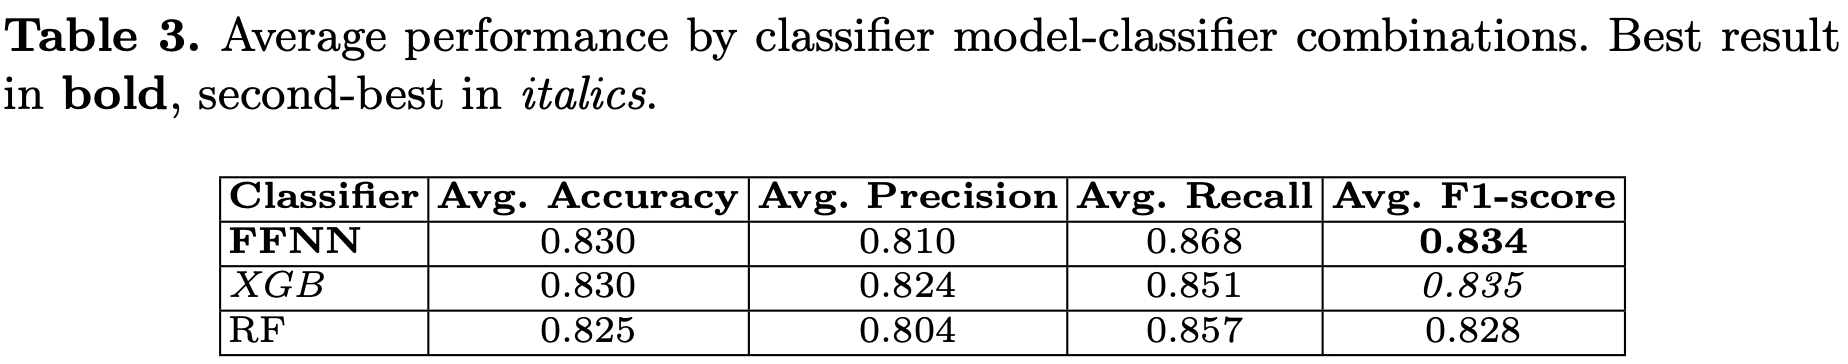 Table 3. Average performance by classifier model-classifier combinations. Best result
in bold, second-best in italics.
Classifier Avg. Accuracy Avg. Precision Avg. Recall Avg. F1-score
FFNN 0.830 0.810 0.868 0.834
XGB 0.830 0.824 0.851 0.835
RF 0.825 0.804 0.857 0.828